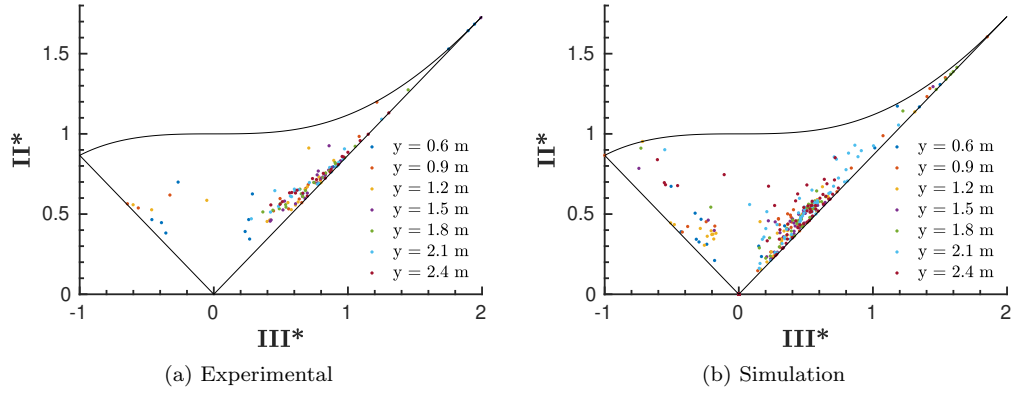 1.5
1
0.5
0
-1
0
1
2
II*
III*
y = 0.6 m
y = 0.9 m
y = 1.2 m
y = 1.5 m
y = 1.8 m
y = 2.1 m
y = 2.4 m
(a) Experimental
1.5
1
0.5
0
-1
0
1
2
II*
III*
y = 0.6 m
y = 0.9 m
y = 1.2 m
y = 1.5 m
y = 1.8 m
y = 2.1 m
y = 2.4 m
(b) Simulation